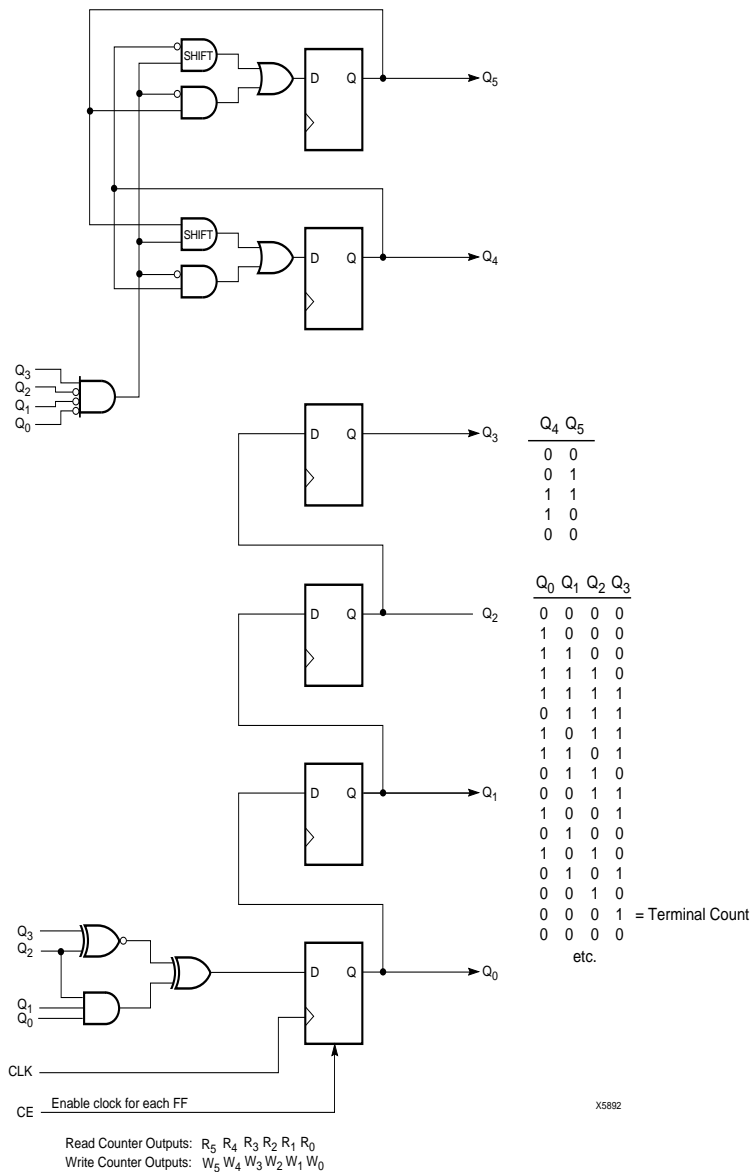 SHIFT
D Q
Q5
SHIFT
D Q
Q4
Q3
Q2
Q1
Q0
D Q
Q3
Q4 Q5
0 0
0 1
1 1
1 0
0 0
D Q
Q2
Q0 Q1 Q2 Q3
0 0 0 0
1 0 0 0
1 1 0 0
1 1 1 0
1 1 1 1
0 1 1 1
1 0 1 1
1 1 0 1
0 1 1 0
0 0 1 1
1 0 0 1
0 1 0 0
1 0 1 0
0 1 0 1
0 0 1 0
0 0 0 1 = Terminal Count
0 0 0 0
etc.
D Q
Q1
Q3
Q2
Q1
Q0
D Q
Q0
CLK
CE Enable clock for each FF
X5892
Read Counter Outputs: R5 R4 R3 R2 R1 R0
Write Counter Outputs: W5 W4 W3 W2 W1 W0